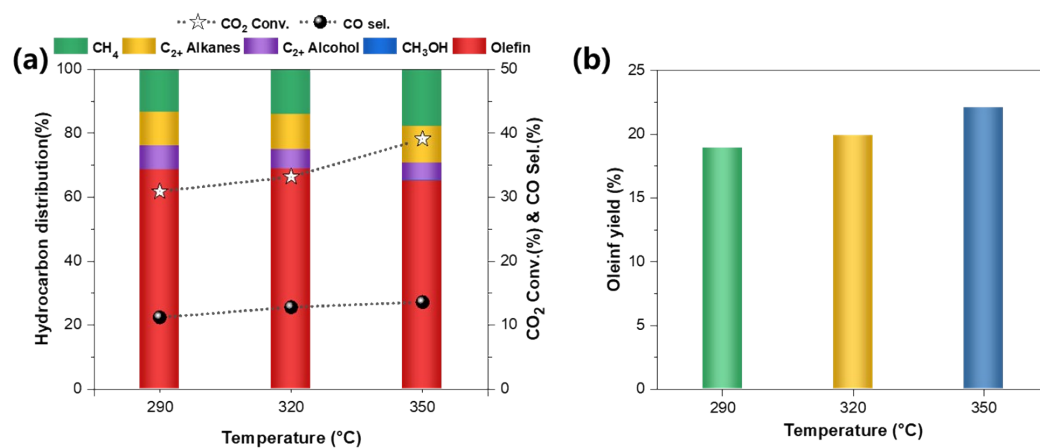 CO₂ Conv. CO sel.
CH₄ C₂₊ Alkanes C₂₊ Alcohol CH₃OH Olefin
(a)
Hydrocarbon distribution(%)
100
80
60
40
20
0
50
40
30
20
10
0
CO₂ Conv.(%) & CO Sel.(%)
290 320 350
Temperature (°C)
(b)
Oleinf yield (%)
25
20
15
10
5
0
290 320 350
Temperature (°C)